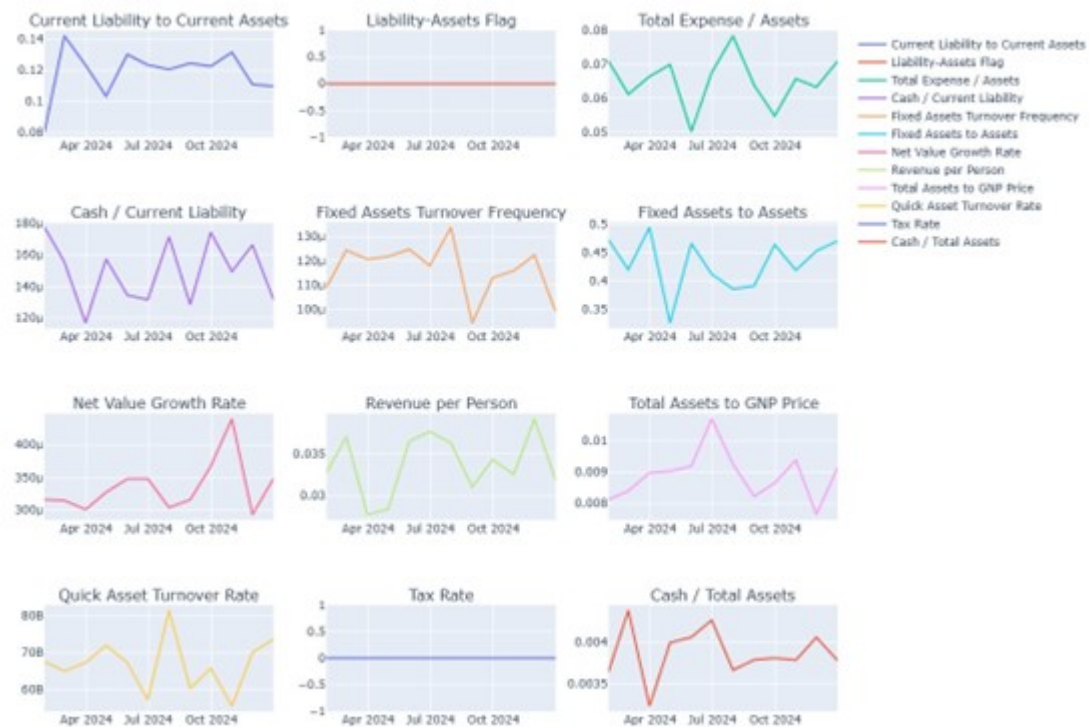 Current Liability to Current Assets
Liability-Assets Flag
Total Expense / Assets
0.14
0.12
0.1
0.08
Apr 2024 Jul 2024 Oct 2024
1
0.5
0
−0.5
−1
Apr 2024 Jul 2024 Oct 2024
0.08
0.07
0.06
0.05
Apr 2024 Jul 2024 Oct 2024
Current Liability to Current Assets
Liability-Assets Flag
Total Expense / Assets
Cash / Current Liability
Fixed Assets Turnover Frequency
Fixed Assets to Assets
Net Value Growth Rate
Revenue per Person
Total Assets to GNP Price
Quick Asset Turnover Rate
Tax Rate
Cash / Total Assets
Cash / Current Liability
Fixed Assets Turnover Frequency
Fixed Assets to Assets
180μ
160μ
140μ
120μ
Apr 2024 Jul 2024 Oct 2024
130μ
120μ
110μ
100μ
Apr 2024 Jul 2024 Oct 2024
0.5
0.45
0.4
0.35
Apr 2024 Jul 2024 Oct 2024
Net Value Growth Rate
Revenue per Person
Total Assets to GNP Price
400μ
350μ
300μ
Apr 2024 Jul 2024 Oct 2024
0.035
0.03
Apr 2024 Jul 2024 Oct 2024
0.01
0.009
0.008
Apr 2024 Jul 2024 Oct 2024
Quick Asset Turnover Rate
Tax Rate
Cash / Total Assets
80B
70B
60B
Apr 2024 Jul 2024 Oct 2024
1
0.5
0
−0.5
−1
Apr 2024 Jul 2024 Oct 2024
0.004
0.0035
Apr 2024 Jul 2024 Oct 2024